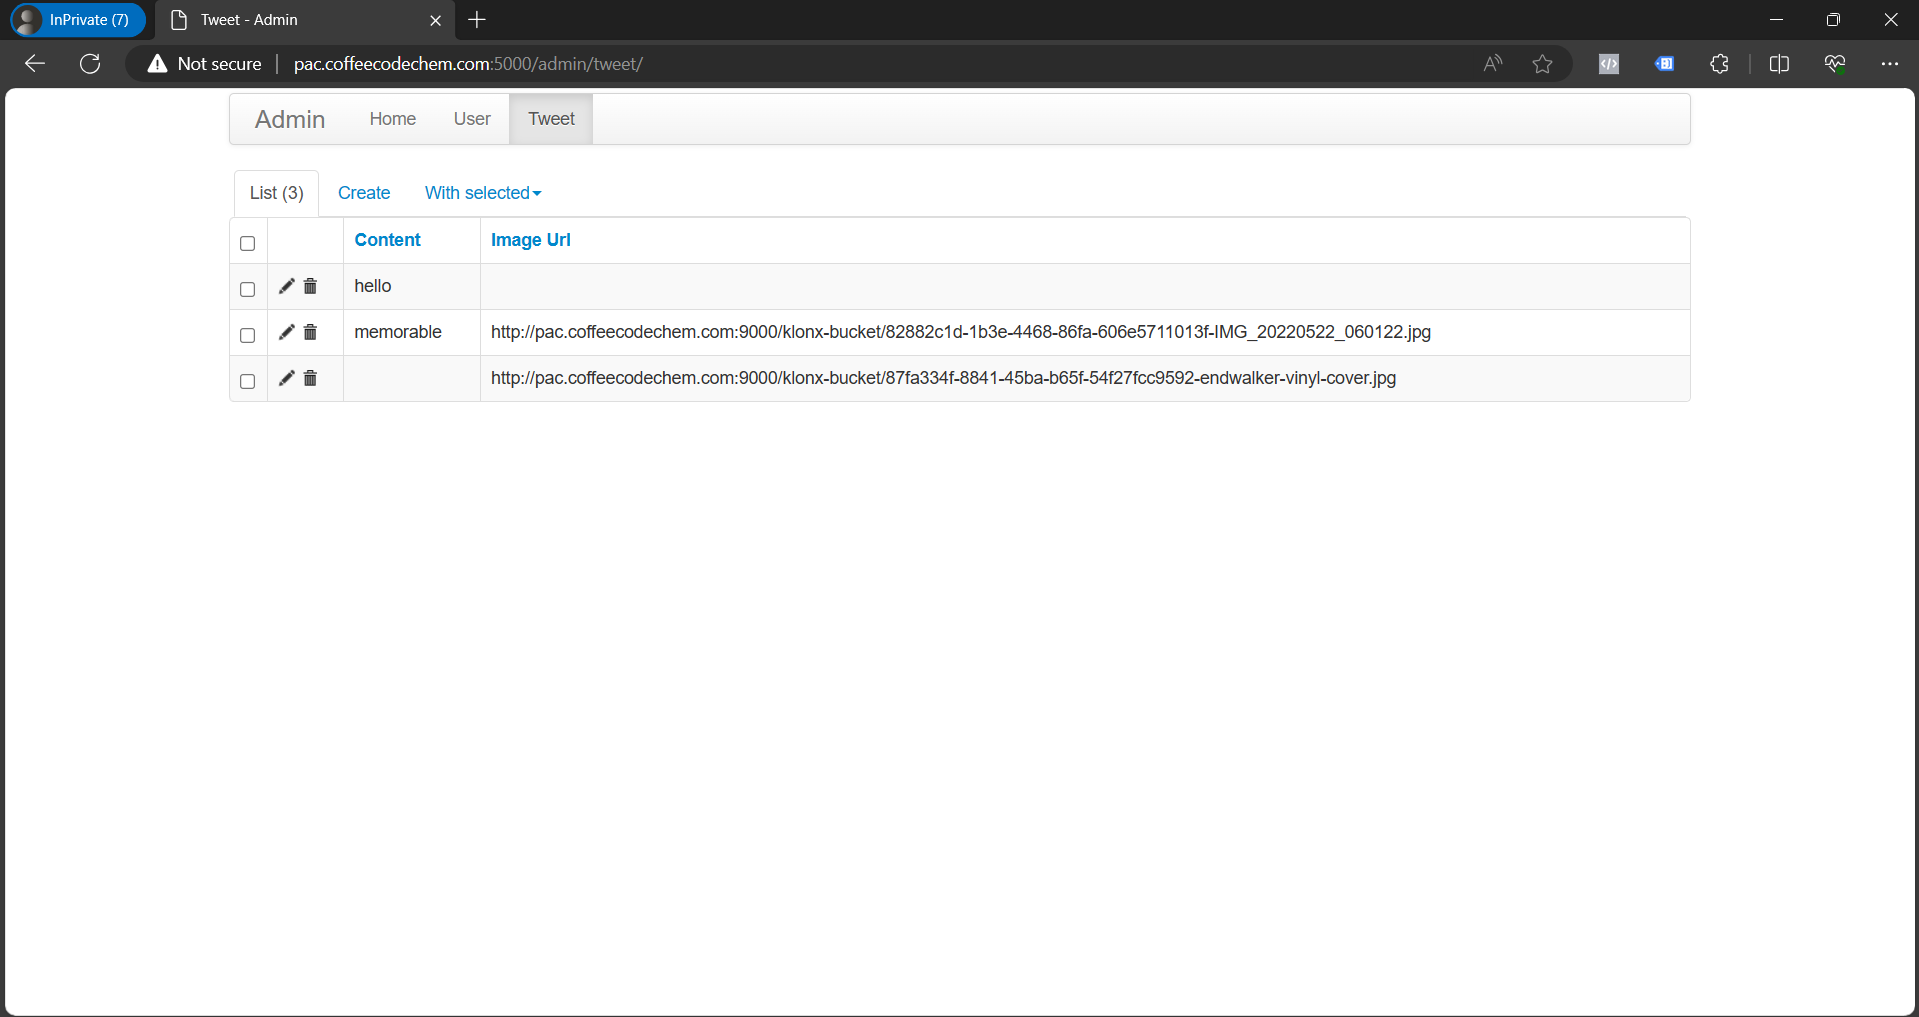 InPrivate (7) Tweet - Admin
Not secure pac.coffeecodechem.com:5000/admin/tweet/
Admin Home User Tweet
List (3) Create With selected
Content Image Url
hello
memorable http://pac.coffeecodechem.com:9000/klonx-bucket/82882c1d-1b3e-4468-86fa-606e5711013f-IMG_20220522_060122.jpg
http://pac.coffeecodechem.com:9000/klonx-bucket/87fa334f-8841-45ba-b65f-54f27fcc9592-endwalker-vinyl-cover.jpg